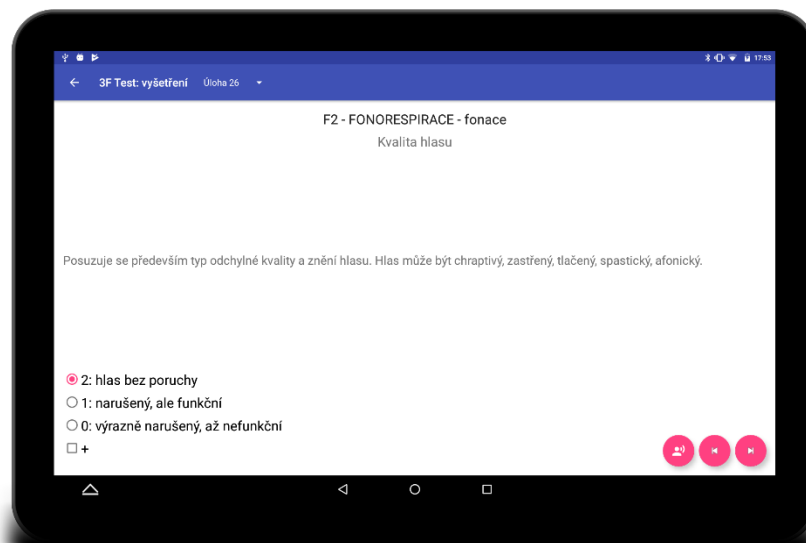 17:53
3F Test: vyšetření Úloha 26
F2 - FONORESPIRACE - fonace
Kvalita hlasu
Posuzuje se především typ odchylné kvality a znění hlasu. Hlas může být chraptivý, zastřený, tlačený, spastický, afonický.
2: hlas bez poruchy
1: narušený, ale funkční
0: výrazně narušený, až nefunkční
+